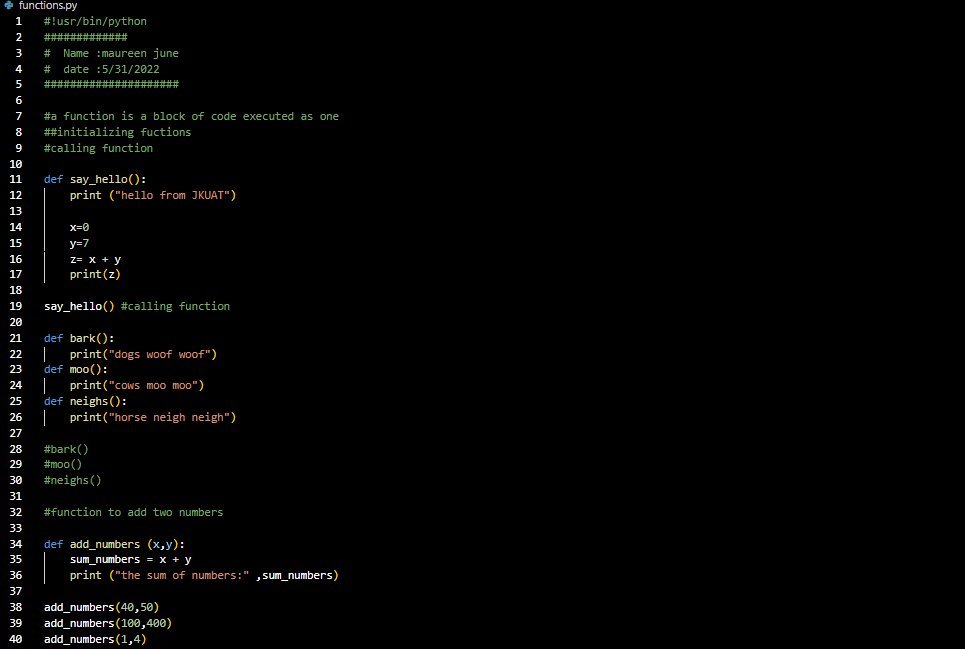 functions.py
1 #!usr/bin/python
2 #############
3 #  Name :maureen june
4 #  date :5/31/2022
5 #####################
6
7 #a function is a block of code executed as one
8 ##initializing fuctions
9 #calling function
10
11 def say_hello():
12     print ("hello from JKUAT")
13
14     x=0
15     y=7
16     z= x + y
17     print(z)
18
19 say_hello() #calling function
20
21 def bark():
22     print("dogs woof woof")
23 def moo():
24     print("cows moo moo")
25 def neighs():
26     print("horse neigh neigh")
27
28 #bark()
29 #moo()
30 #neighs()
31
32 #function to add two numbers
33
34 def add_numbers (x,y):
35     sum_numbers = x + y
36     print ("the sum of numbers:" ,sum_numbers)
37
38 add_numbers(40,50)
39 add_numbers(100,400)
40 add_numbers(1,4)